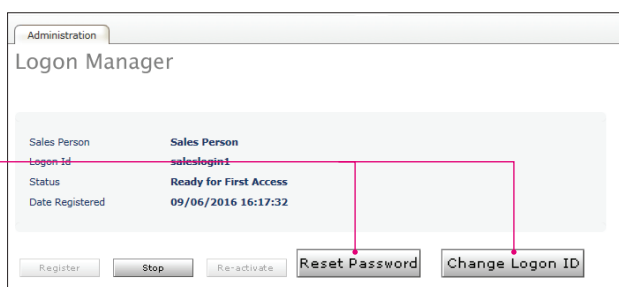 Administration
Logon Manager
Sales Person Sales Person
Logon Id saleslogin1
Status Ready for First Access
Date Registered 09/06/2016 16:17:32
Register Stop Re-activate Reset Password Change Logon ID